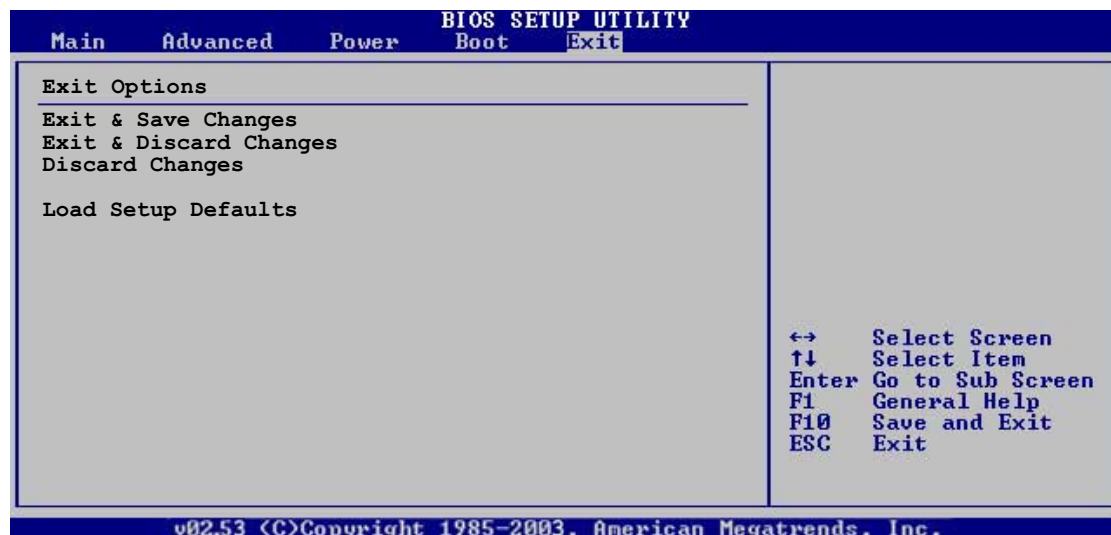 BIOS SETUP UTILITY
Main Advanced Power Boot Exit
Exit Options
Exit & Save Changes
Exit & Discard Changes
Discard Changes
Load Setup Defaults
←→ Select Screen
↑↓ Select Item
Enter Go to Sub Screen
F1 General Help
F10 Save and Exit
ESC Exit
v02.53 (C)Copyright 1985-2003, American Megatrends, Inc.